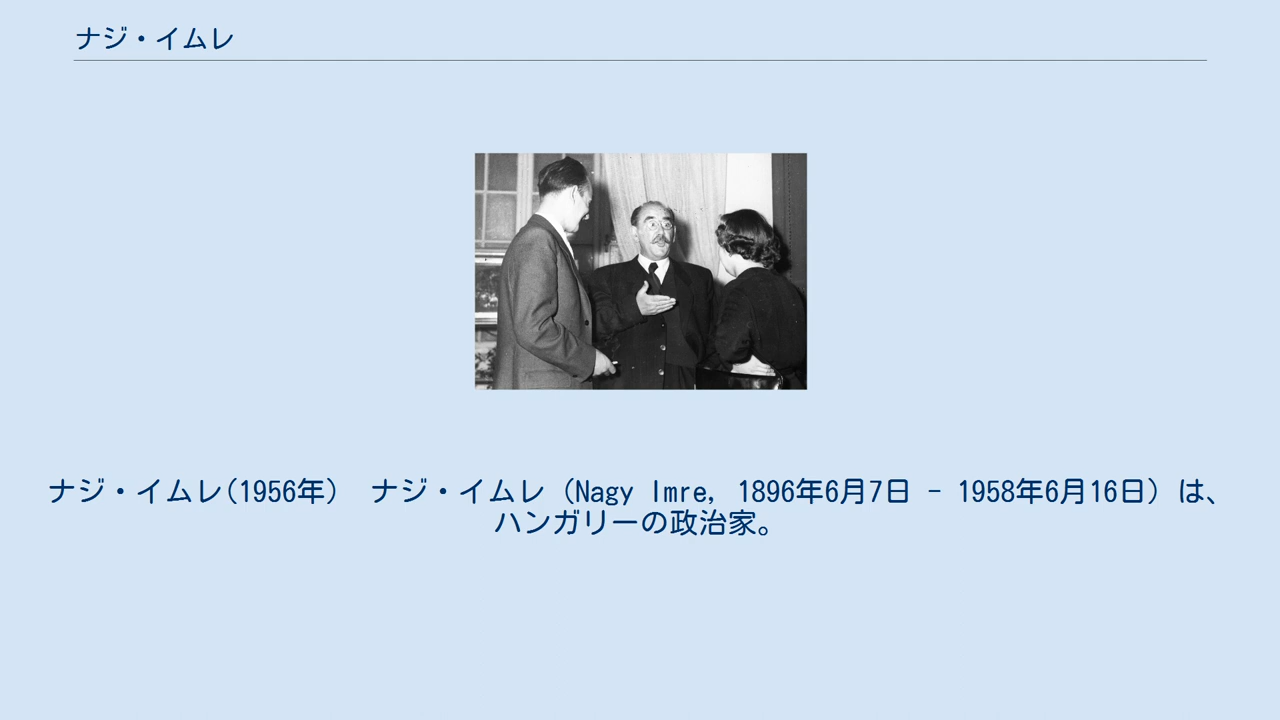 ナジ・イムレ
ナジ・イムレ(1956年)　ナジ・イムレ（Nagy Imre, 1896年6月7日 - 1958年6月16日）は、
ハンガリーの政治家。